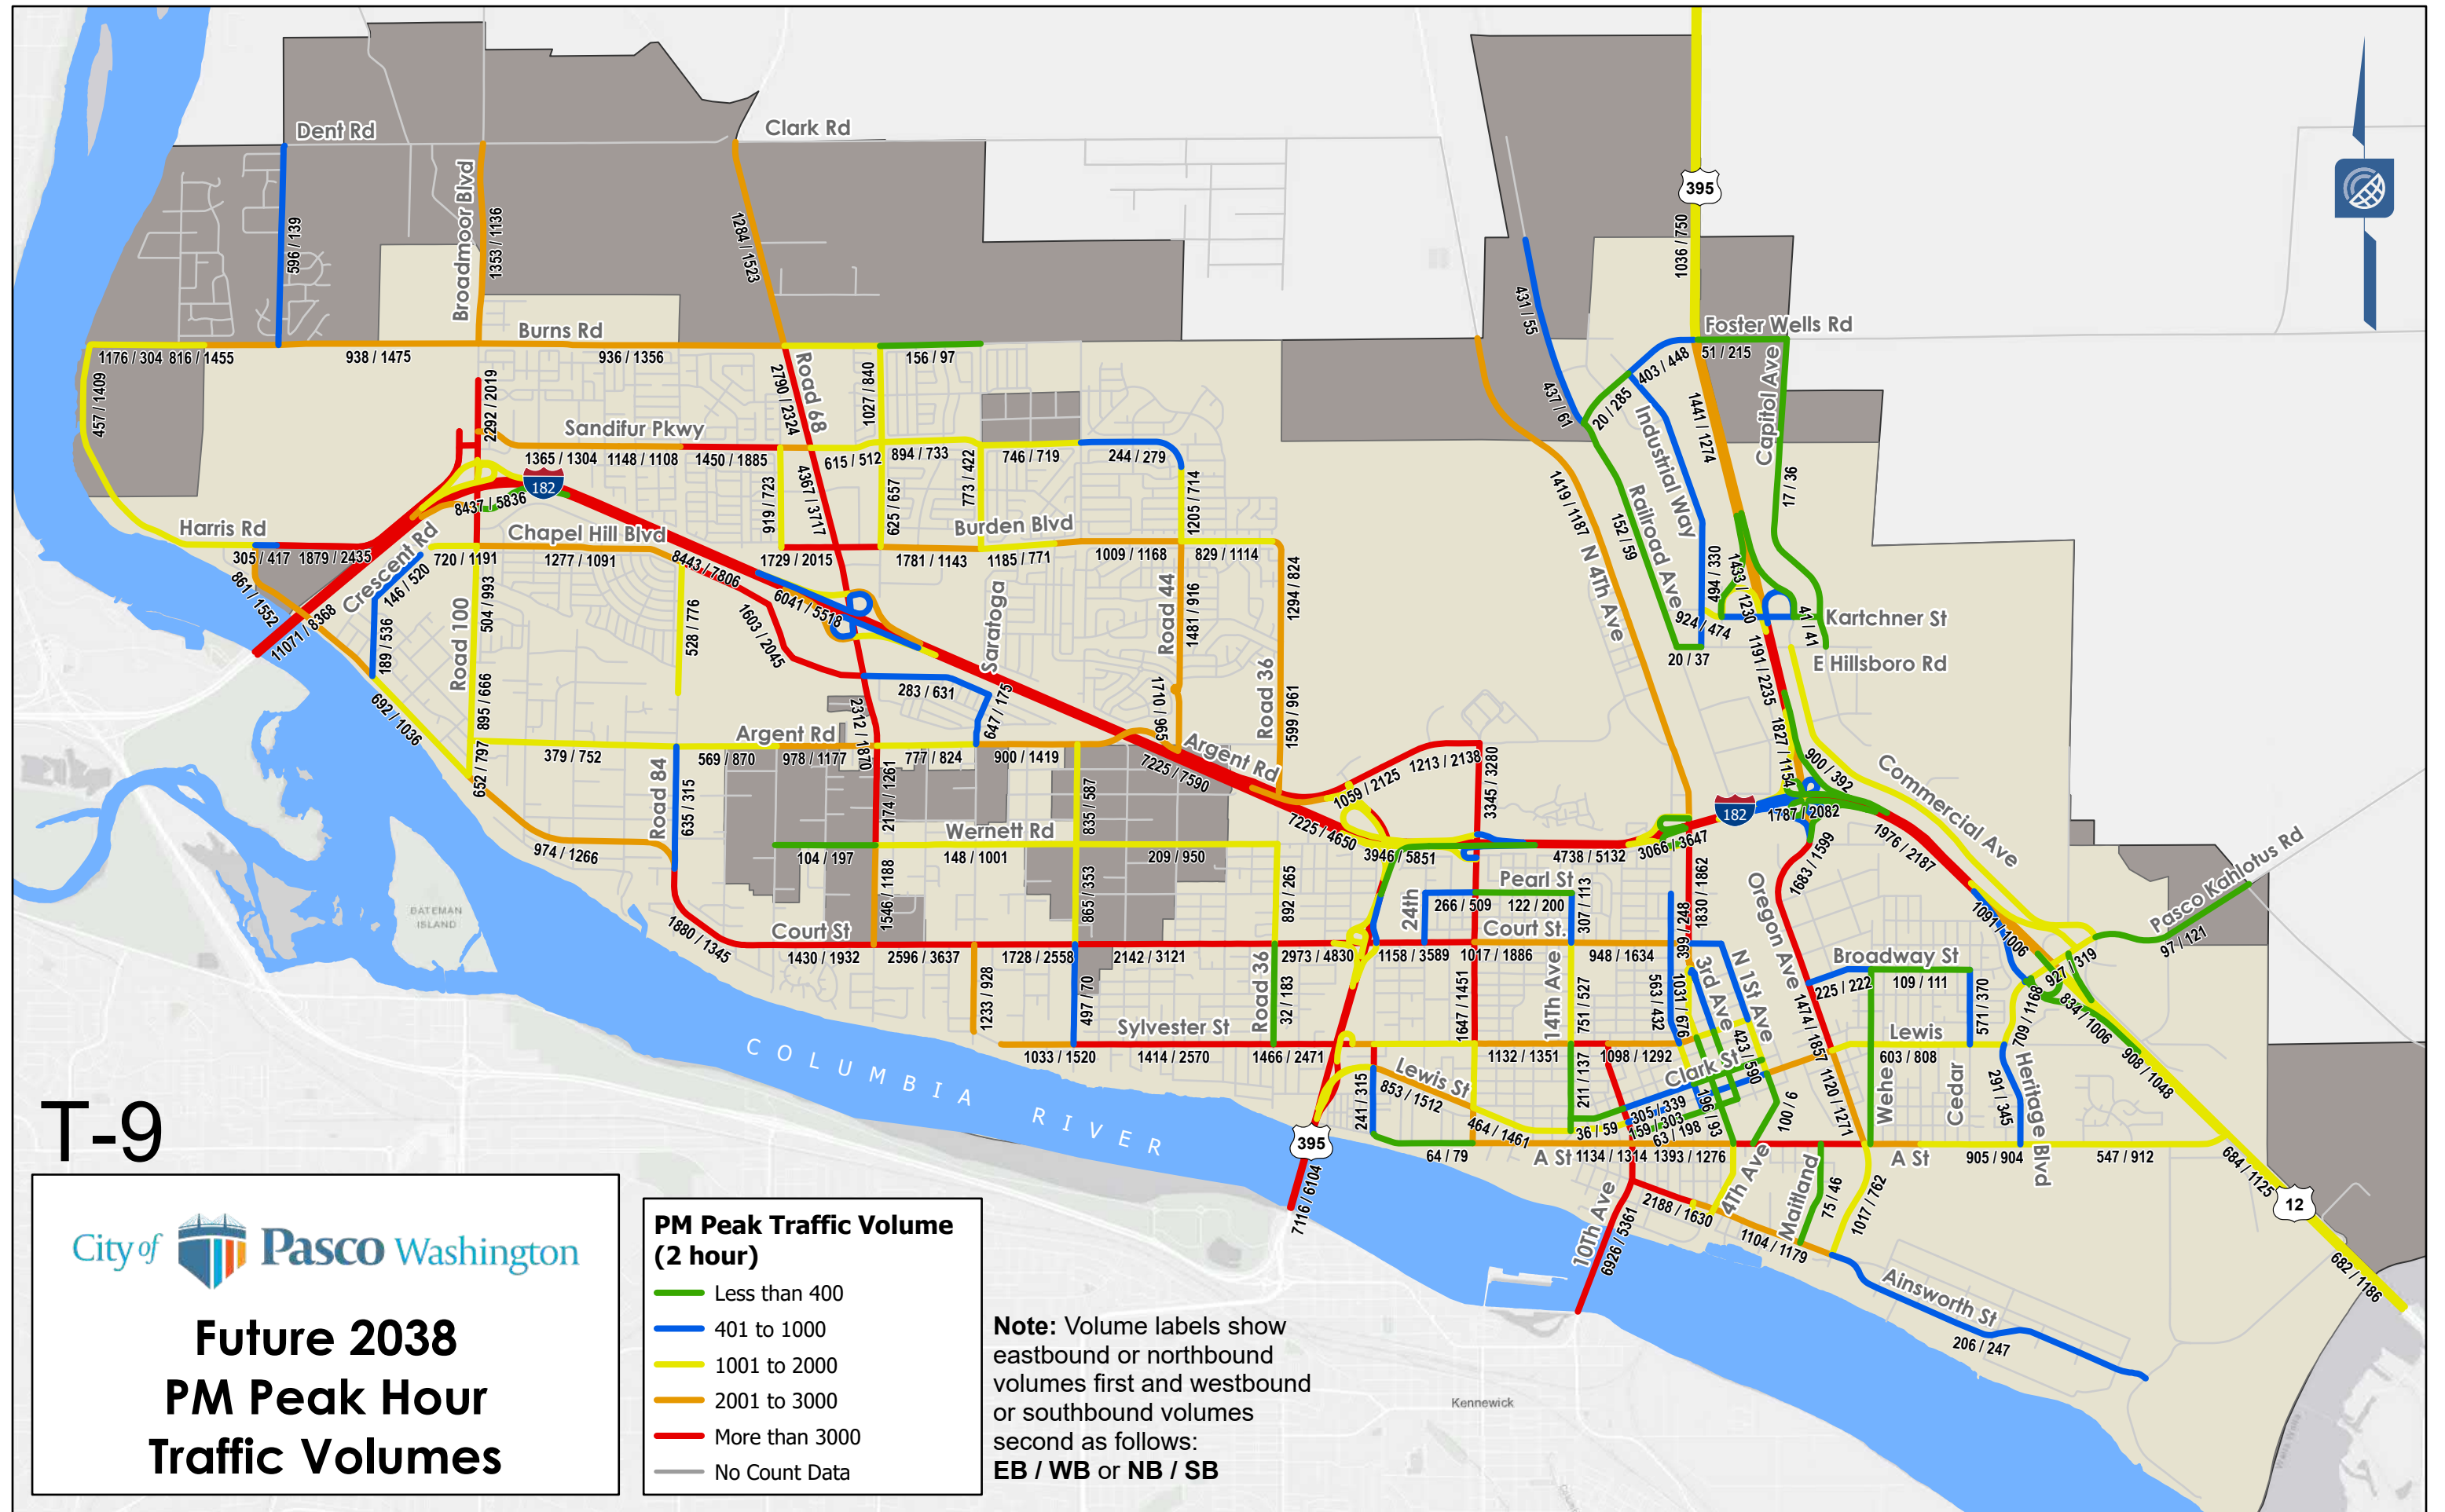 Dent Rd
Clark Rd
Broadmoor Blvd
395
596 / 139
1353 / 1136
1284 / 1523
1036 / 750
431 / 55
Burns Rd
Foster Wells Rd
1176 / 304
816 / 1455
938 / 1475
936 / 1356
156 / 97
403 / 448
51 / 215
457 / 1409
2292 / 2019
2790 / 2324
Road 68
1027 / 840
437 / 61
20 / 285
Industrial Way
1441 / 1274
Capitol Ave
Sandifur Pkwy
1365 / 1304
1148 / 1108
1450 / 1885
615 / 512
894 / 733
746 / 719
244 / 279
182
8437 / 5836
919 / 723
4367 / 3717
625 / 657
773 / 422
1205 / 714
1419 / 1187
17 / 36
Harris Rd
Chapel Hill Blvd
Burden Blvd
Railroad Ave
152 / 59
N 4Th Ave
305 / 417
1879 / 2435
Crescent Rd
720 / 1191
1277 / 1091
8443 / 7806
1729 / 2015
1781 / 1143
1185 / 771
1009 / 1168
829 / 1114
861 / 1552
146 / 520
Road 100
504 / 993
528 / 776
1603 / 2045
6041 / 5518
Saratoga
Road 44
1481 / 916
1294 / 824
494 / 330
1433 / 1230
41 / 41
Kartchner St
924 / 474
11071 / 8368
189 / 536
20 / 37
1191 / 2235
E Hillsboro Rd
692 / 1036
895 / 666
283 / 631
647 / 175
1710 / 965
Road 36
1599 / 961
2312 / 1870
Argent Rd
379 / 752
569 / 870
978 / 1177
777 / 824
900 / 1419
7225 / 7590
Argent Rd
1059 / 2125
1213 / 2138
3345 / 3280
1827 / 1154
900 / 392
Commercial Ave
652 / 797
Road 84
635 / 315
2174 / 1261
835 / 587
7225 / 4650
182
1787 / 2082
Wernett Rd
974 / 1266
104 / 197
148 / 1001
209 / 950
3946 / 5851
4738 / 5132
3066 / 3647
1976 / 2187
1683 / 1599
Pasco Kahlotus Rd
97 / 121
BATEMAN
ISLAND
1546 / 1188
865 / 353
892 / 265
24th
Pearl St
266 / 509
122 / 200
307 / 113
399 / 248
1830 / 1862
Oregon Ave
1091 / 1006
1880 / 1345
Court St
1430 / 1932
2596 / 3637
1728 / 2558
2142 / 3121
2973 / 4830
1158 / 3589
Court St.
1017 / 1886
948 / 1634
Broadway St
225 / 222
109 / 111
927 / 319
1233 / 928
497 / 70
Road 36
32 / 183
1647 / 1451
14Th Ave
751 / 527
593 / 432
1031 / 679
3rd Ave
N 1St Ave
1474 / 1857
571 / 370
709 / 1168
834 / 1006
Sylvester St
1033 / 1520
1414 / 2570
1466 / 2471
1132 / 1351
1098 / 1292
423 / 590
Lewis
603 / 808
908 / 1048
COLUMBIA RIVER
Lewis St
853 / 1512
241 / 315
211 / 137
Clark St
305 / 339
159 / 303
63 / 198
196 / 93
100 / 6
1120 / 1271
Wehe
Cedar
291 / 345
Heritage Blvd
464 / 1461
36 / 59
395
64 / 79
A St
1134 / 1314
1393 / 1276
A St
905 / 904
547 / 912
684 / 1125
12
7116 / 6104
10Th Ave
6926 / 5361
2188 / 1630
4Th Ave
Maitland
75 / 46
1017 / 762
1104 / 1179
Ainsworth St
206 / 247
682 / 1186
Kennewick
T-9
City of Pasco Washington
Future 2038
PM Peak Hour
Traffic Volumes
PM Peak Traffic Volume
(2 hour)
Less than 400
401 to 1000
1001 to 2000
2001 to 3000
More than 3000
No Count Data
Note: Volume labels show
eastbound or northbound
volumes first and westbound
or southbound volumes
second as follows:
EB / WB or NB / SB